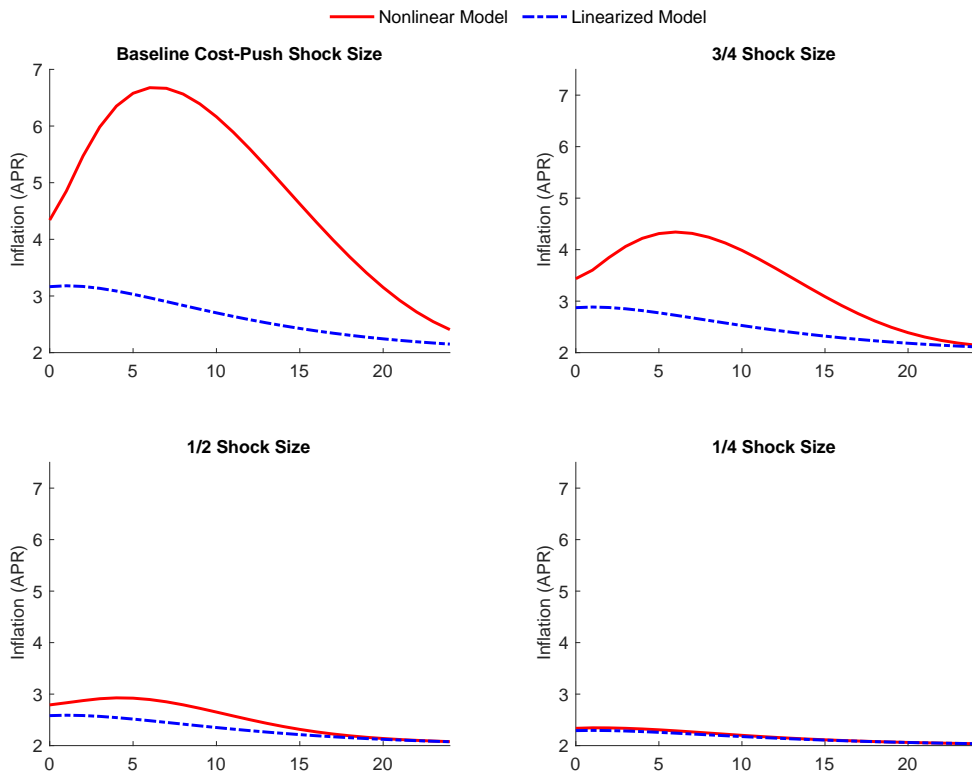 Nonlinear Model Linearized Model
Baseline Cost-Push Shock Size
7
6
5
4
3
2
Inflation (APR)
0 5 10 15 20
3/4 Shock Size
7
6
5
4
3
2
Inflation (APR)
0 5 10 15 20
1/2 Shock Size
7
6
5
4
3
2
Inflation (APR)
0 5 10 15 20
1/4 Shock Size
7
6
5
4
3
2
Inflation (APR)
0 5 10 15 20